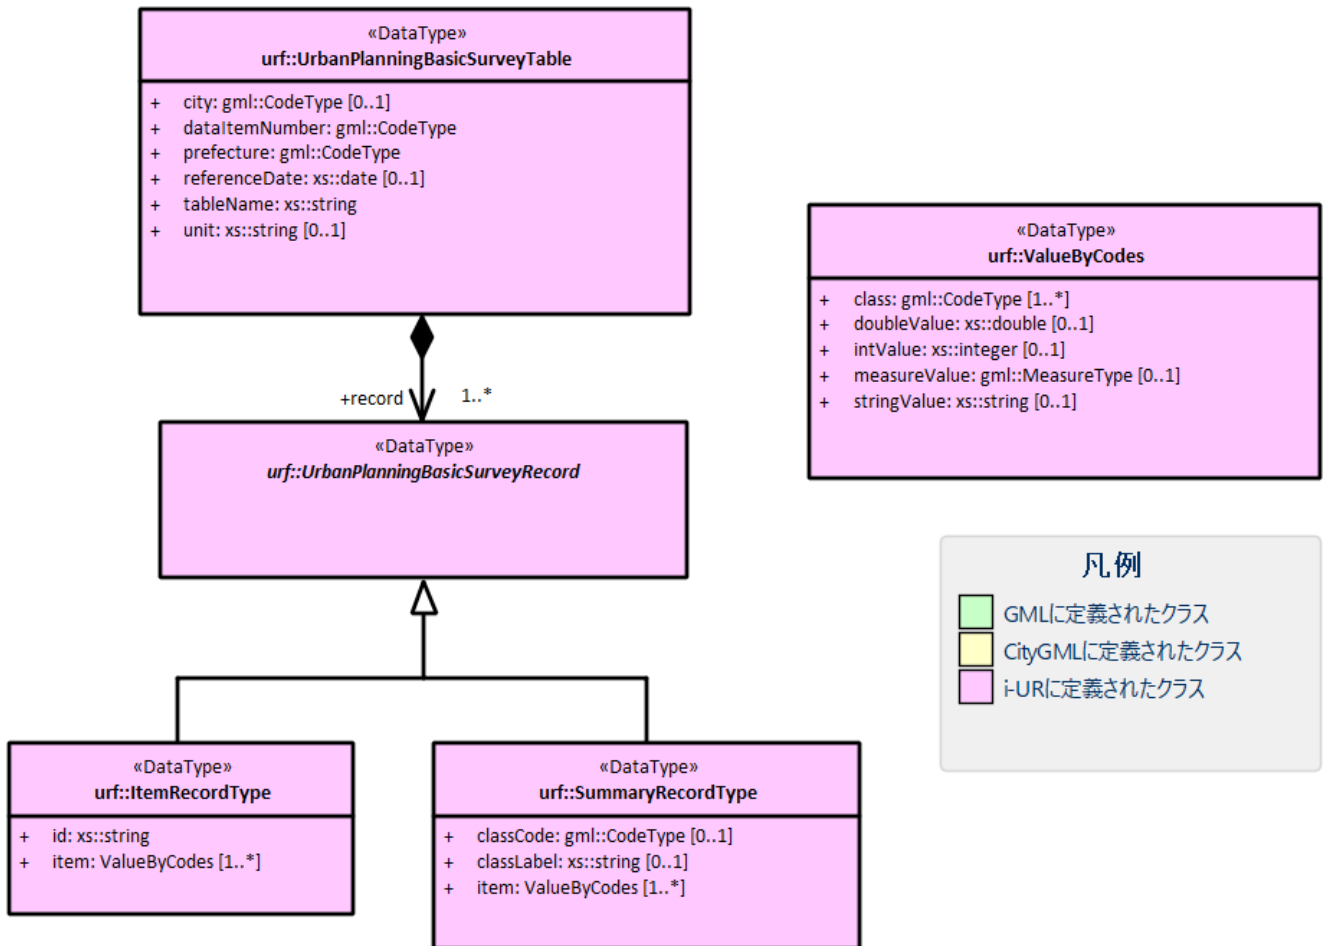 «DataType»
urf::UrbanPlanningBasicSurveyTable
+ city: gml::CodeType [0..1]
+ dataItemNumber: gml::CodeType
+ prefecture: gml::CodeType
+ referenceDate: xs::date [0..1]
+ tableName: xs::string
+ unit: xs::string [0..1]
+record 1..*
«DataType»
urf::UrbanPlanningBasicSurveyRecord
«DataType»
urf::ValueByCodes
+ class: gml::CodeType [1..*]
+ doubleValue: xs::double [0..1]
+ intValue: xs::integer [0..1]
+ measureValue: gml::MeasureType [0..1]
+ stringValue: xs::string [0..1]
凡例
GMLに定義されたクラス
CityGMLに定義されたクラス
i-URに定義されたクラス
«DataType»
urf::ItemRecordType
+ id: xs::string
+ item: ValueByCodes [1..*]
«DataType»
urf::SummaryRecordType
+ classCode: gml::CodeType [0..1]
+ classLabel: xs::string [0..1]
+ item: ValueByCodes [1..*]